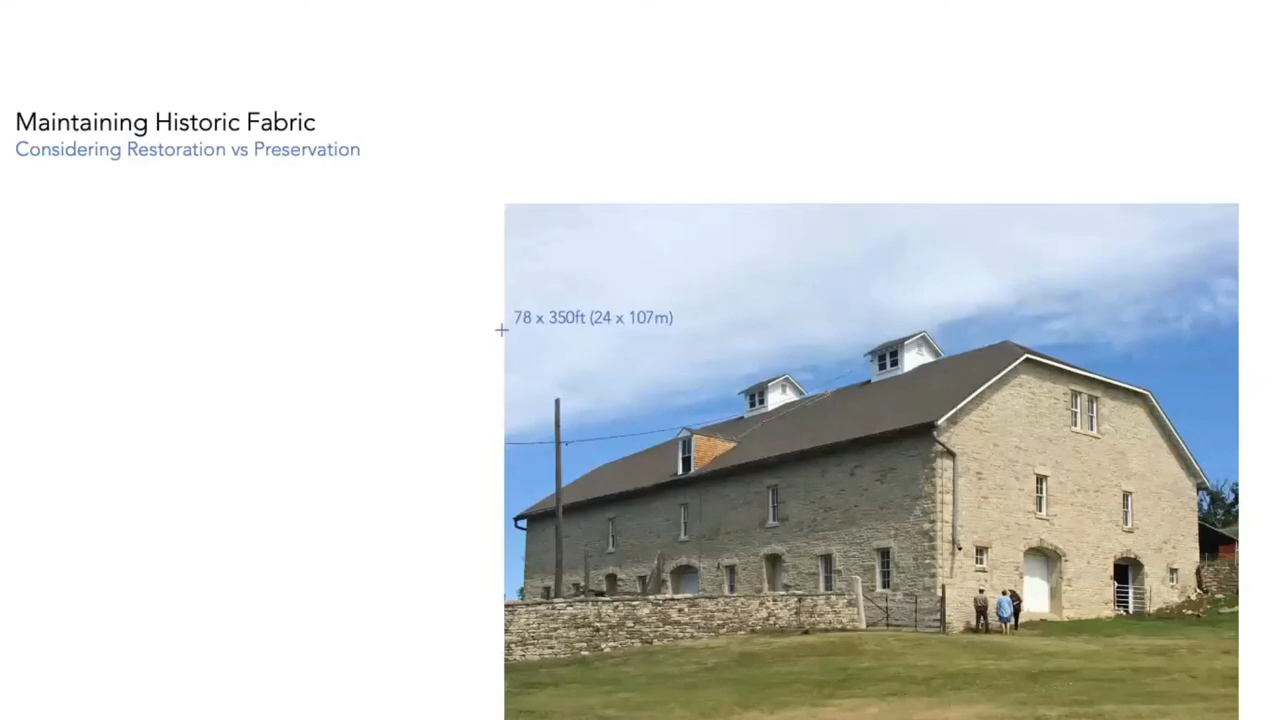 Maintaining Historic Fabric
Considering Restoration vs Preservation
78 x 350ft (24 x 107m)